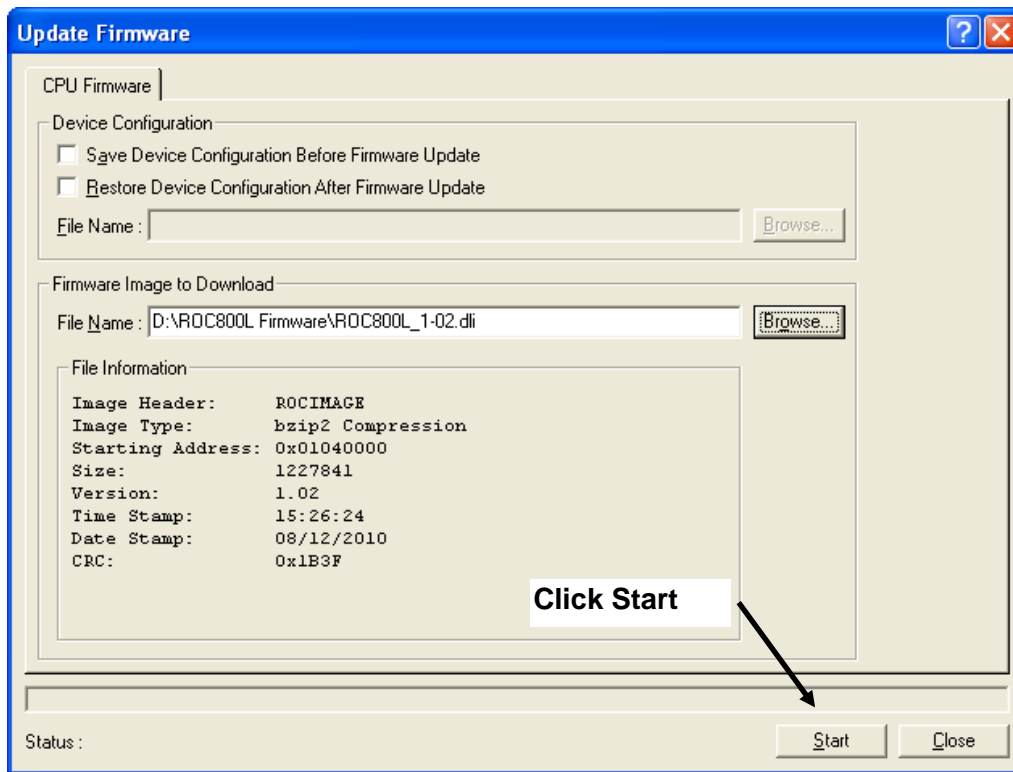 Update Firmware
CPU Firmware
Device Configuration
Save Device Configuration Before Firmware Update
Restore Device Configuration After Firmware Update
File Name : Browse...
Firmware Image to Download
File Name : D:\ROC800L Firmware\ROC800L_1-02.dli Browse...
File Information
Image Header: ROCIMAGE
Image Type: bzip2 Compression
Starting Address: 0x01040000
Size: 1227841
Version: 1.02
Time Stamp: 15:26:24
Date Stamp: 08/12/2010
CRC: 0x1B3F
Click Start
Status : Start Close